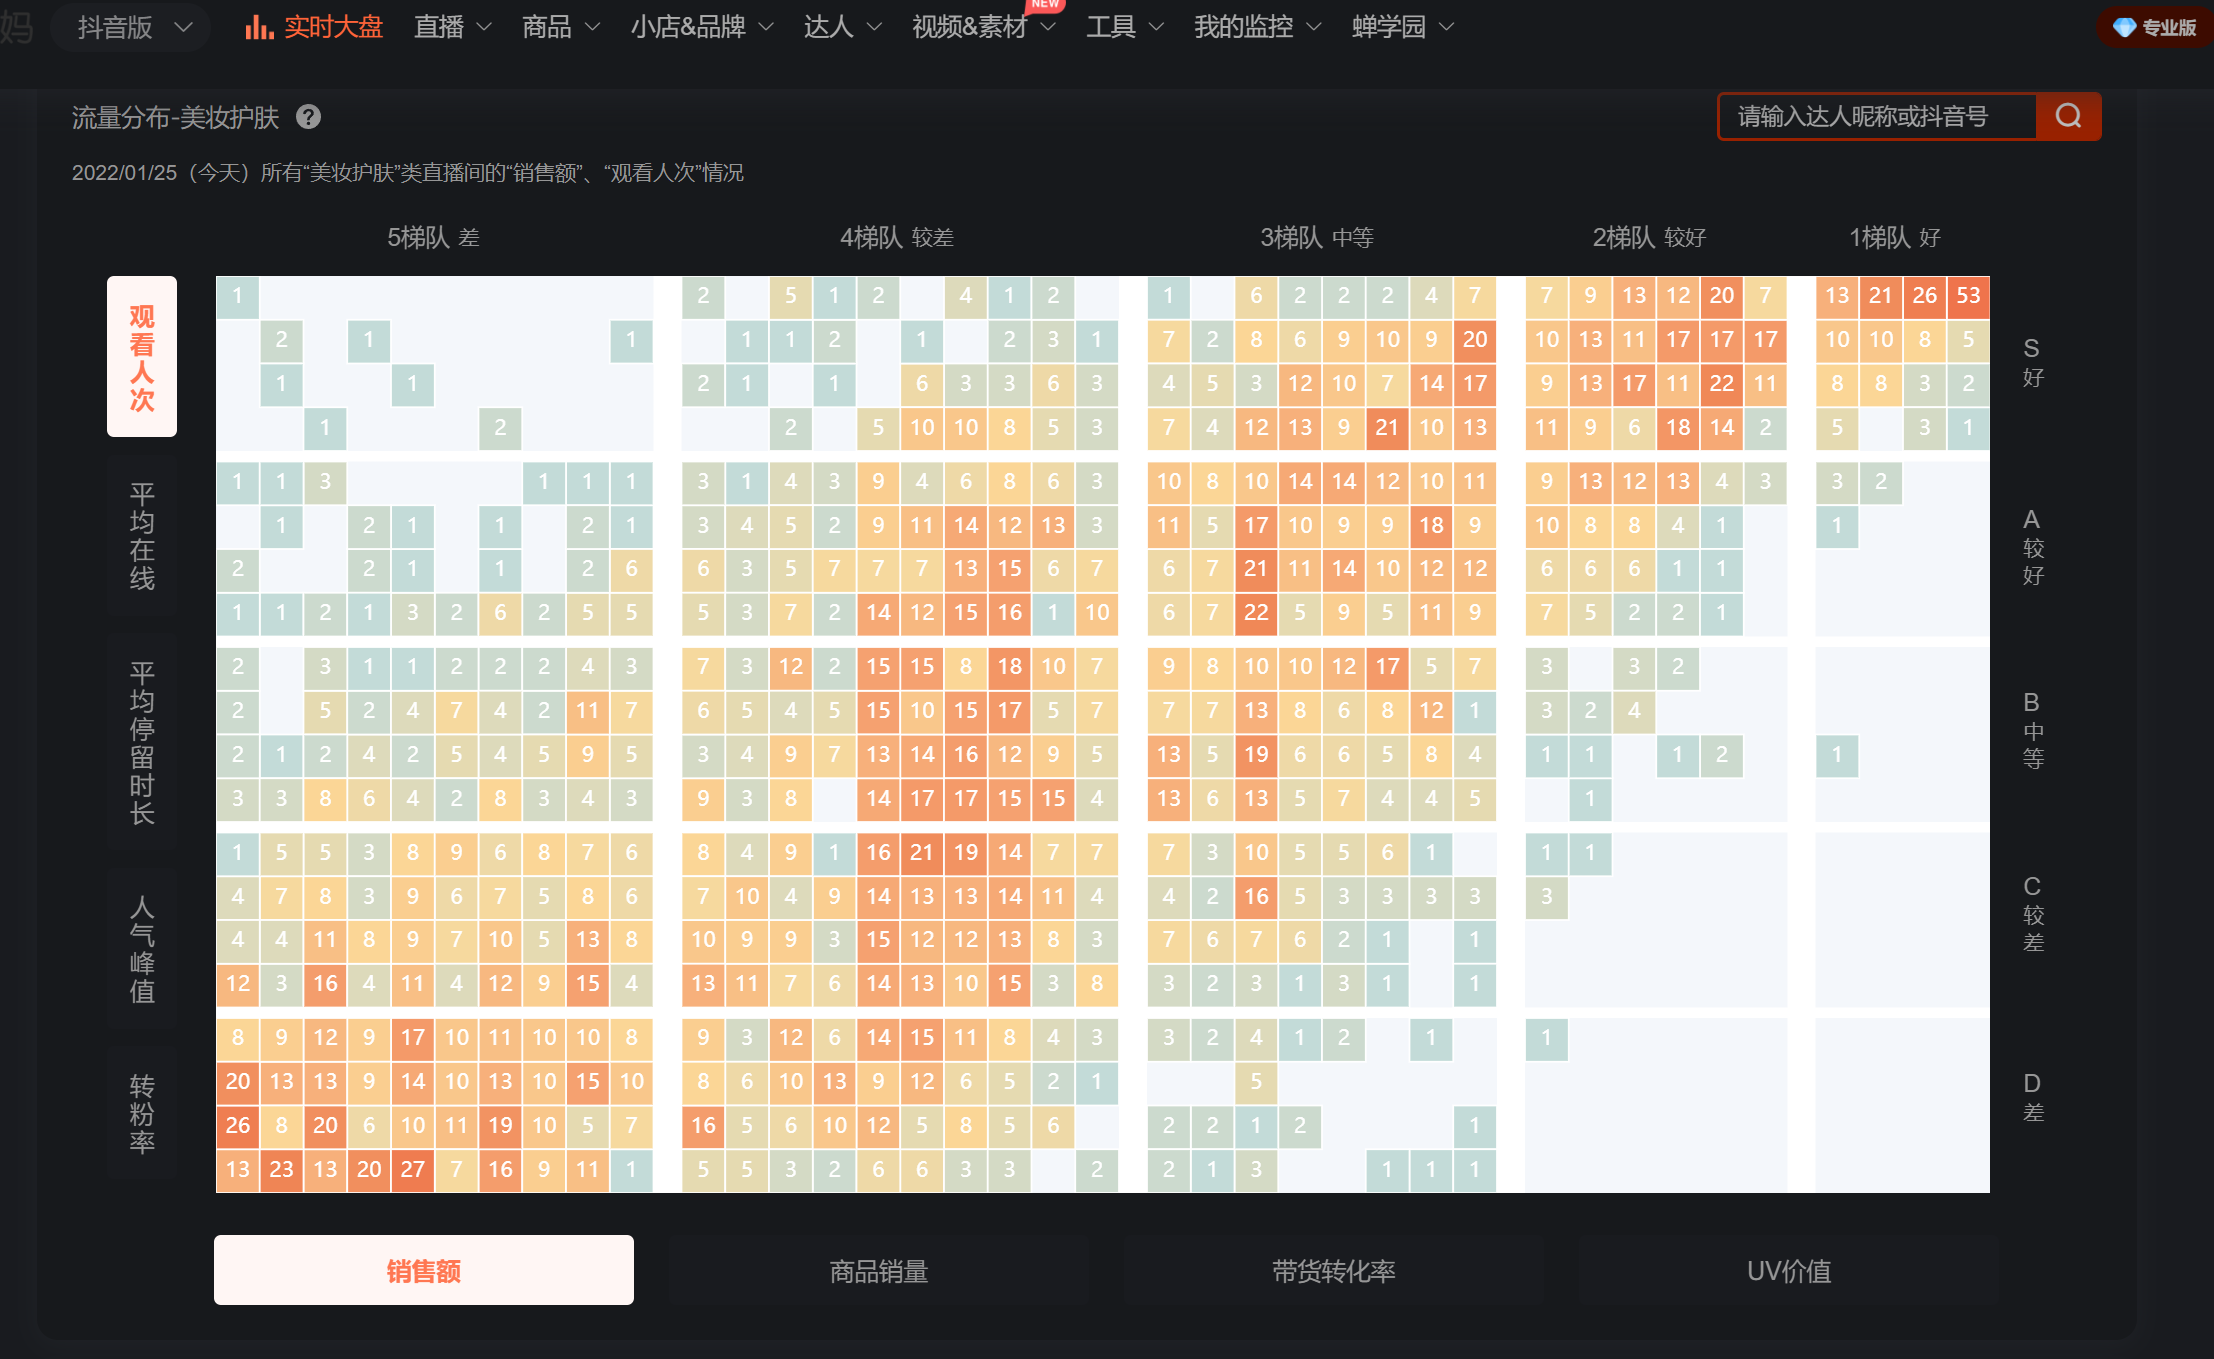 妈 抖音版 实时大盘 直播 商品 小店&品牌 达人 视频&素材 NEW 工具 我的监控 蝉学园 专业版
流量分布-美妆护肤 ? 请输入达人昵称或抖音号
2022/01/25（今天）所有“美妆护肤”类直播间的“销售额”、“观看人次”情况
5梯队 差 4梯队 较差 3梯队 中等 2梯队 较好 1梯队 好
观看人次
平均在线
平均停留时长
人气峰值
转粉率
1 2 5 1 2 4 1 2 1 6 2 2 2 4 7 7 9 13 12 20 7 13 21 26 53
2 1 1 1 1 2 1 2 3 1 7 2 8 6 9 10 9 20 10 13 11 17 17 17 10 10 8 5
1 1 2 1 1 6 3 3 6 3 4 5 3 12 10 7 14 17 9 13 17 11 22 11 8 8 3 2
1 2 2 5 10 10 8 5 3 7 4 12 13 9 21 10 13 11 9 6 18 14 2 5 3 1
1 1 3 1 1 1 3 1 4 3 9 4 6 8 6 3 10 8 10 14 14 12 10 11 9 13 12 13 4 3 3 2
1 2 1 1 2 1 3 4 5 2 9 11 14 12 13 3 11 5 17 10 9 9 18 9 10 8 8 4 1 1
2 2 1 1 2 6 6 3 5 7 7 7 13 15 6 7 6 7 21 11 14 10 12 12 6 6 6 1 1
1 1 2 1 3 2 6 2 5 5 5 3 7 2 14 12 15 16 1 10 6 7 22 5 9 5 11 9 7 5 2 2 1
2 3 1 1 2 2 2 4 3 7 3 12 2 15 15 8 18 10 7 9 8 10 10 12 17 5 7 3 3 2
2 5 2 4 7 4 2 11 7 6 5 4 5 15 10 15 17 5 7 7 7 13 8 6 8 12 1 3 2 4
2 1 2 4 2 5 4 5 9 5 3 4 9 7 13 14 16 12 9 5 13 5 19 6 6 5 8 4 1 1 1 2 1
3 3 8 6 4 2 8 3 4 3 9 3 8 14 17 17 15 15 4 13 6 13 5 7 4 4 5 1
1 5 5 3 8 9 6 8 7 6 8 4 9 1 16 21 19 14 7 7 7 3 10 5 5 6 1 1 1
4 7 8 3 9 6 7 5 8 6 7 10 4 9 14 13 13 14 11 4 4 2 16 5 3 3 3 3 3
4 4 11 8 9 7 10 5 13 8 10 9 9 3 15 12 12 13 8 3 7 6 7 6 2 1 1
12 3 16 4 11 4 12 9 15 4 13 11 7 6 14 13 10 15 3 8 3 2 3 1 3 1 1
8 9 12 9 17 10 11 10 10 8 9 3 12 6 14 15 11 8 4 3 3 2 4 1 2 1 1
20 13 13 9 14 10 13 10 15 10 8 6 10 13 9 12 6 5 2 1 5
26 8 20 6 10 11 19 10 5 7 16 5 6 10 12 5 8 5 6 2 2 1 2 1
13 23 13 20 27 7 16 9 11 1 5 5 3 2 6 6 3 3 2 2 1 3 1 1 1
S 好
A 较好
B 中等
C 较差
D 差
销售额 商品销量 带货转化率 UV价值